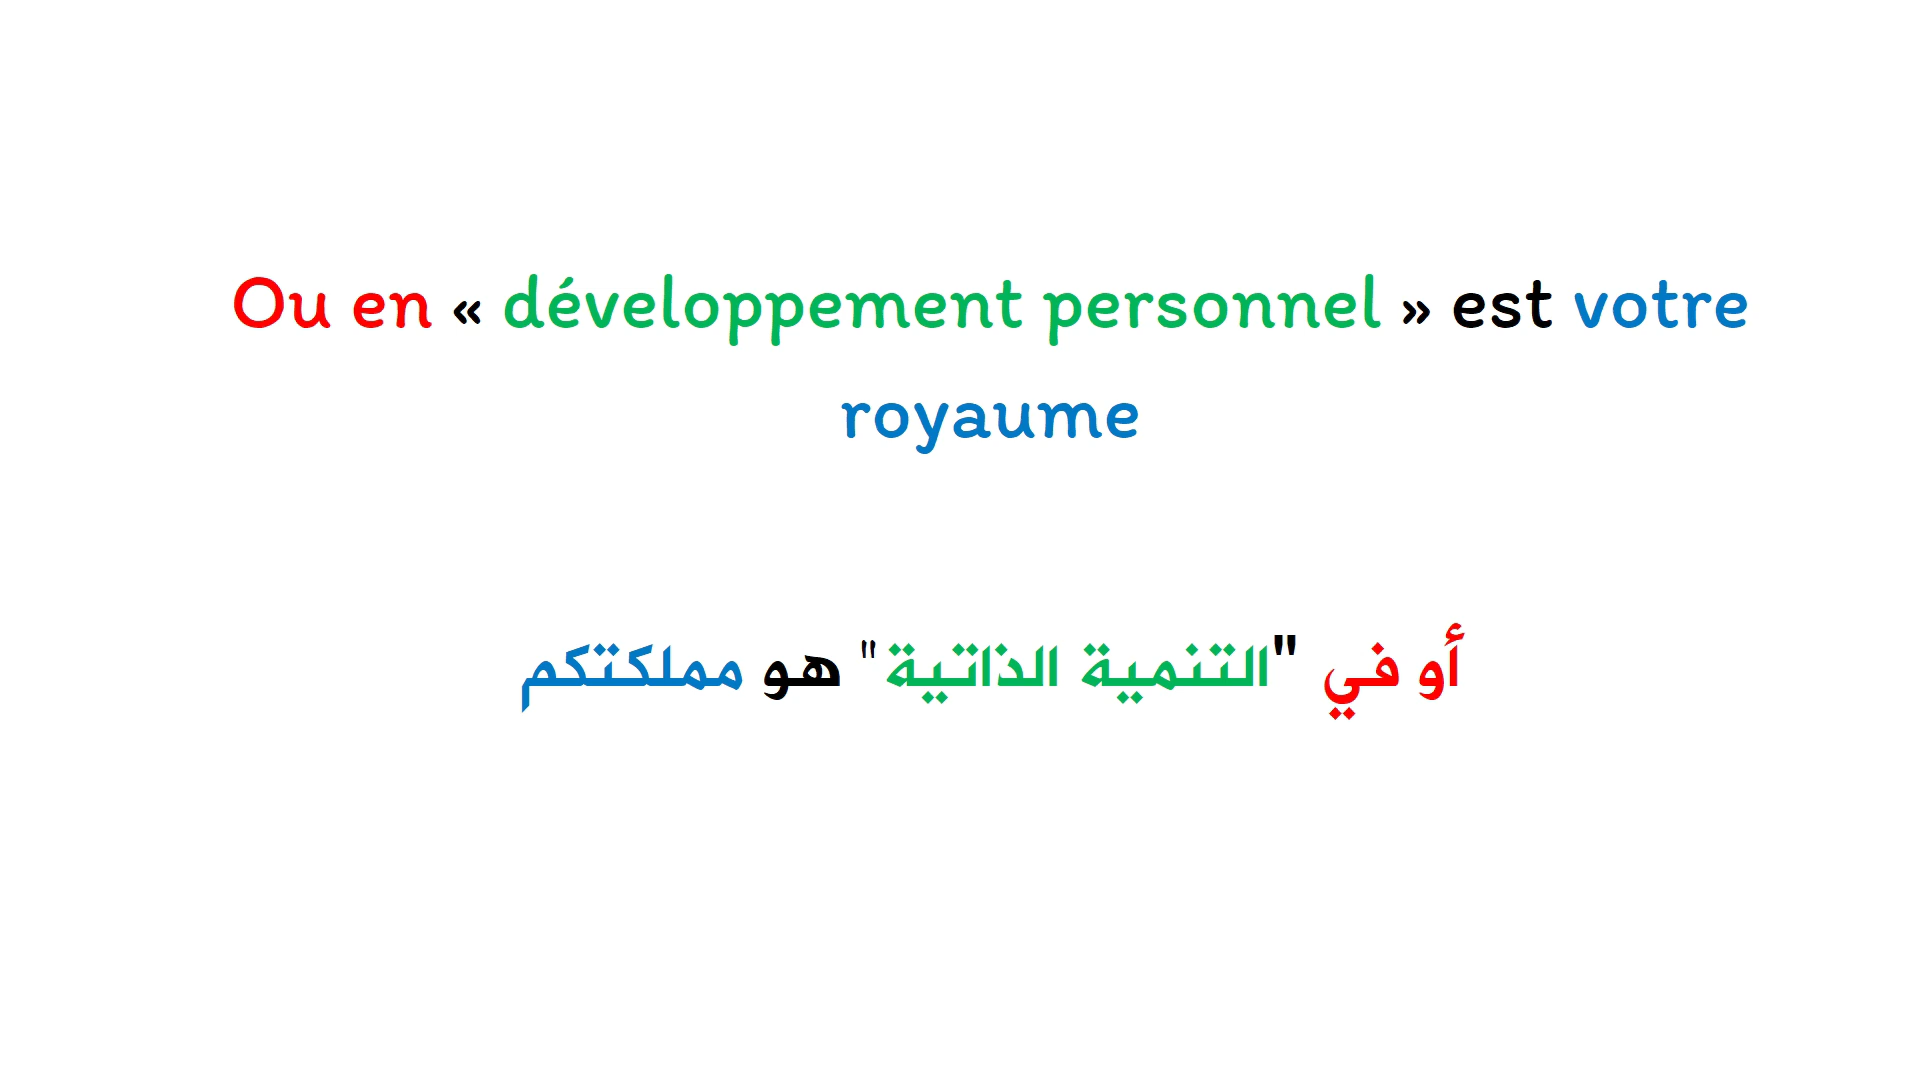 Ou en « développement personnel » est votre
royaume
أو في "التنمية الذاتية" هو مملكتكم